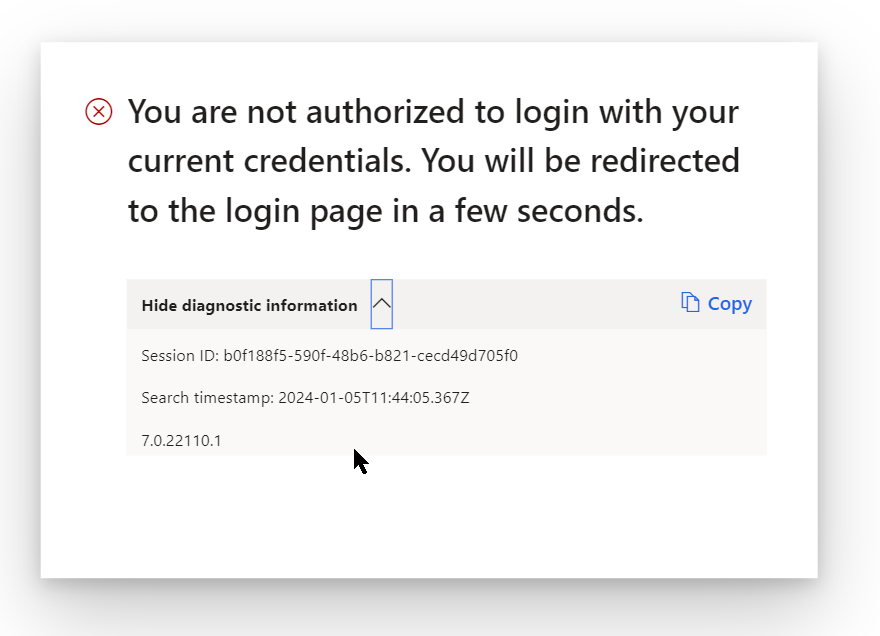 You are not authorized to login with your
current credentials. You will be redirected
to the login page in a few seconds.
Hide diagnostic information
Copy
Session ID: b0f188f5-590f-48b6-b821-cecd49d705f0
Search timestamp: 2024-01-05T11:44:05.367Z
7.0.22110.1